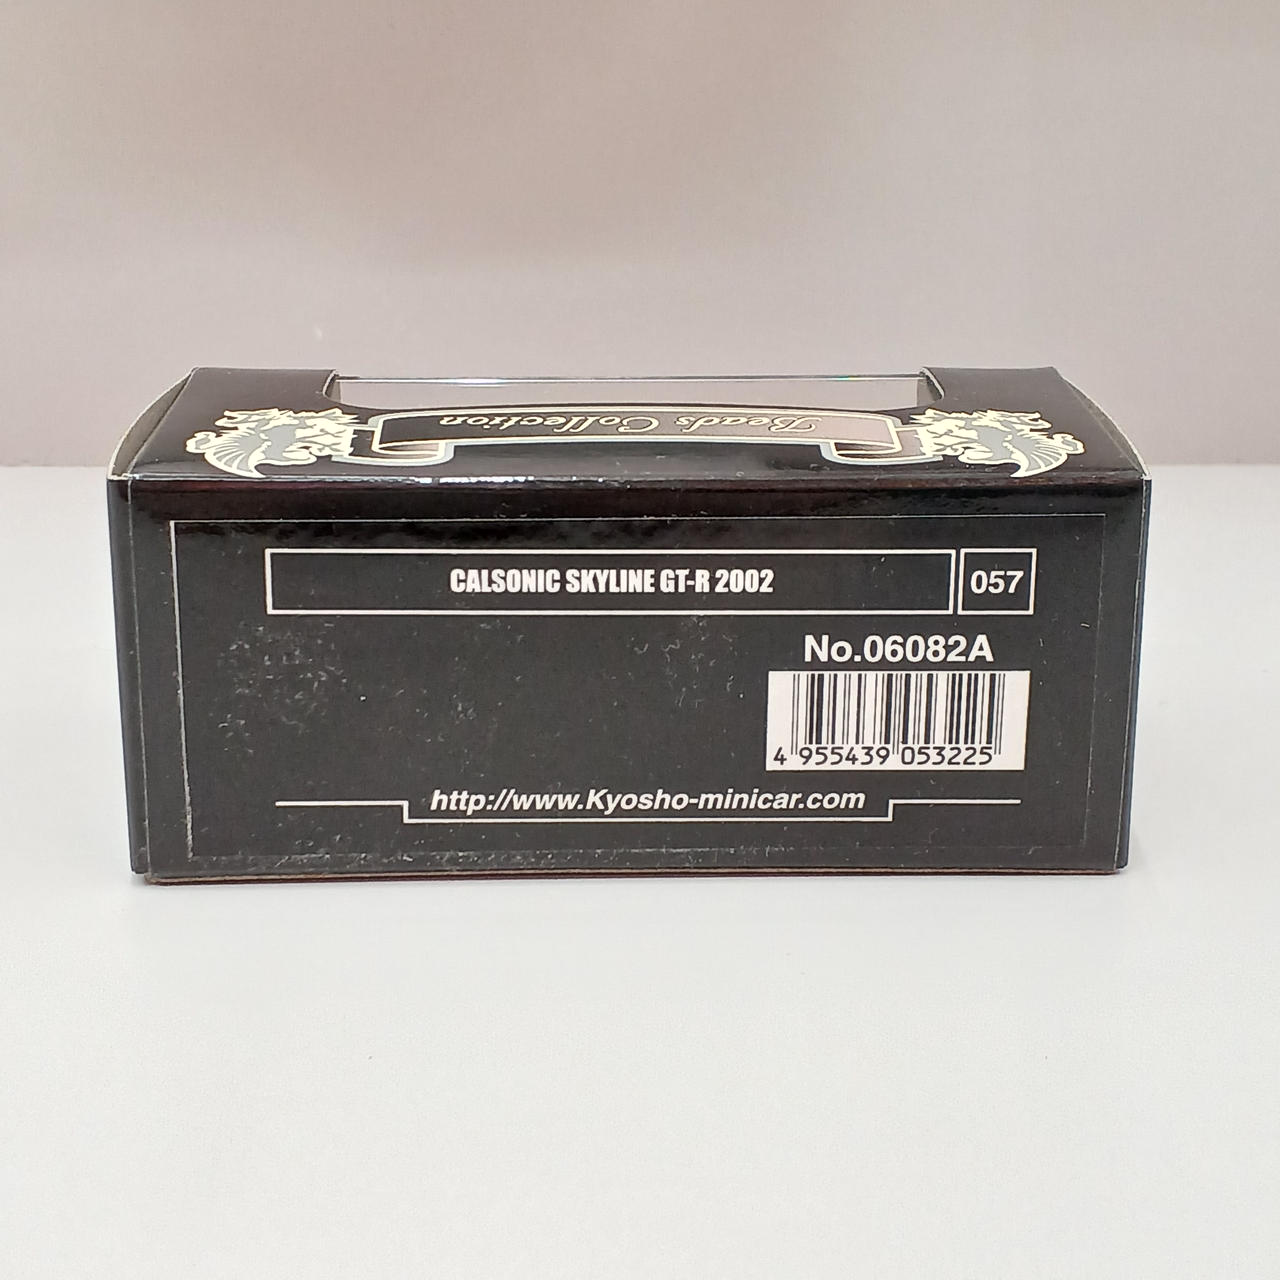 Beads Collection
CALSONIC SKYLINE GT-R 2002
057
No.06082A
4 955439 053225
http://www.Kyosho-minicar.com